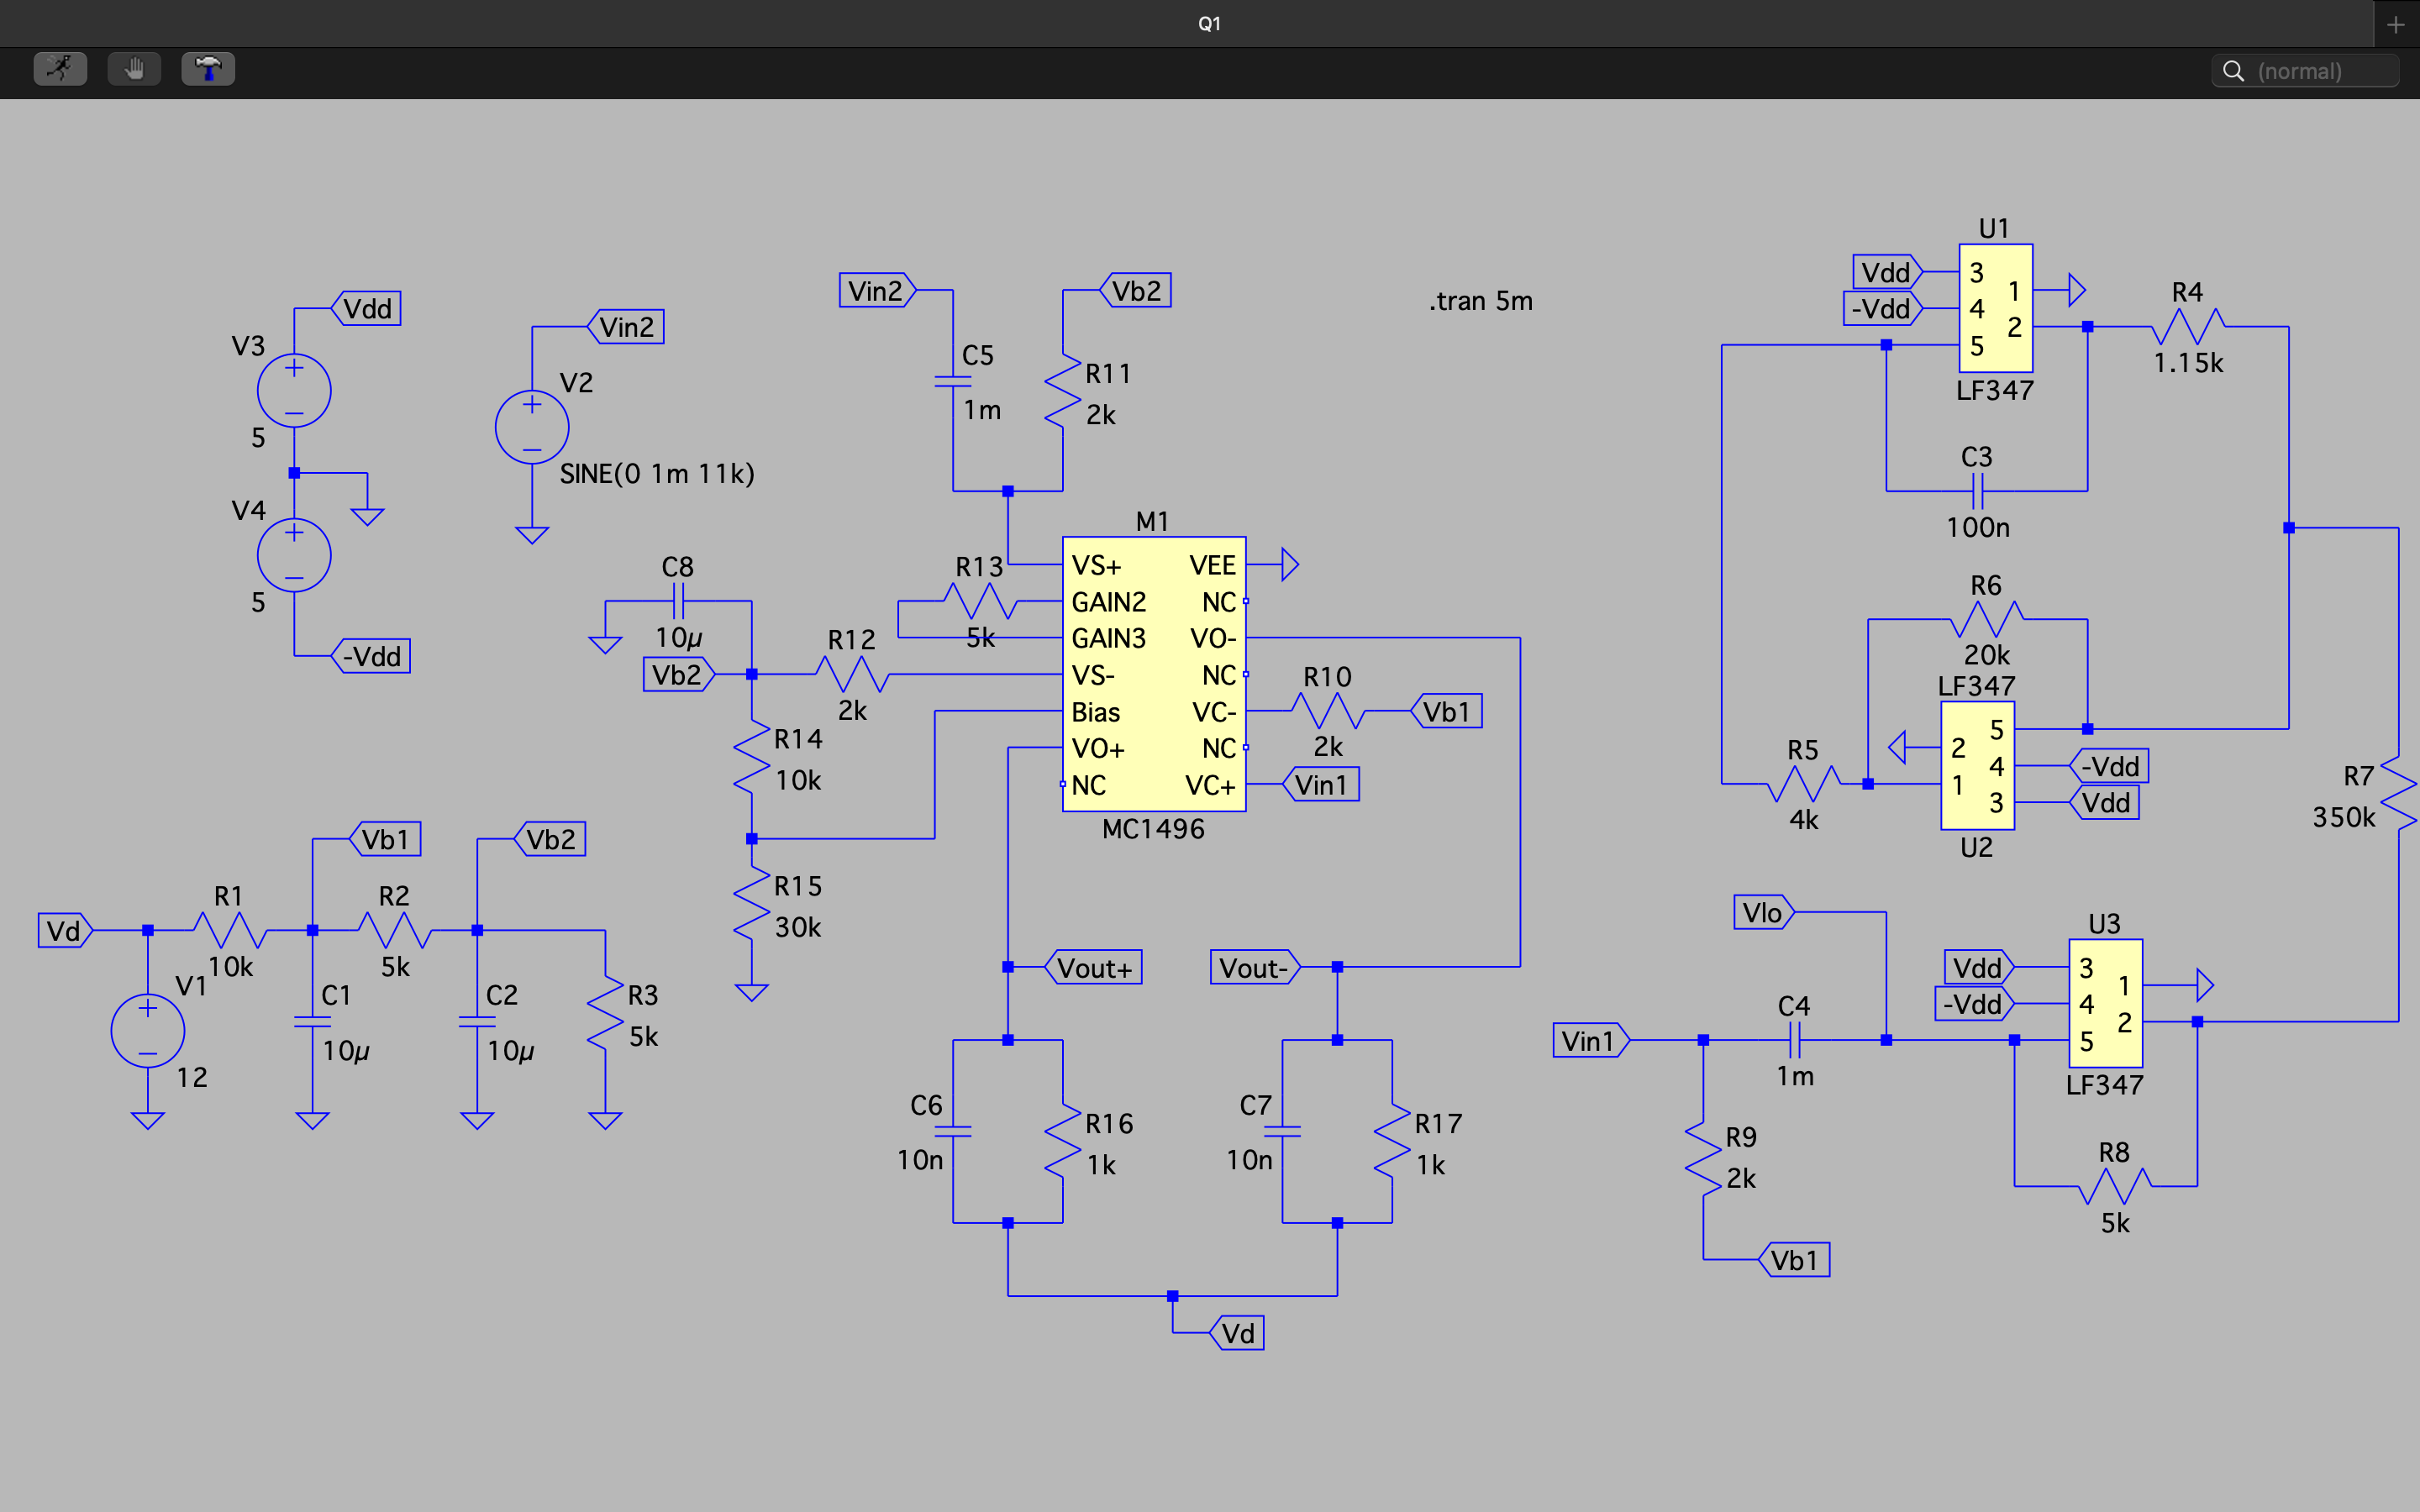 Q1
(normal)
Vdd
V3
5
V4
5
-Vdd
Vin2
V2
SINE(0 1m 11k)
Vin2
Vb2
C5
1m
R11
2k
.tran 5m
M1
VS+
GAIN2
GAIN3
VS-
Bias
VO+
NC
VEE
NC
VO-
NC
VC-
NC
VC+
MC1496
R13
5k
C8
10µ
Vb2
R12
2k
R14
10k
R15
30k
R10
2k
Vb1
Vin1
Vd
R1
10k
V1
12
Vb1
C1
10µ
R2
5k
Vb2
C2
10µ
R3
5k
Vout+
Vout-
C6
10n
R16
1k
C7
10n
R17
1k
Vd
U1
Vdd
-Vdd
3
4
5
1
2
LF347
R4
1.15k
C3
100n
R6
20k
LF347
5
2
4
1
3
U2
-Vdd
Vdd
R5
4k
R7
350k
Vlo
U3
Vdd
-Vdd
3
4
5
1
2
LF347
Vin1
C4
1m
R9
2k
Vb1
R8
5k